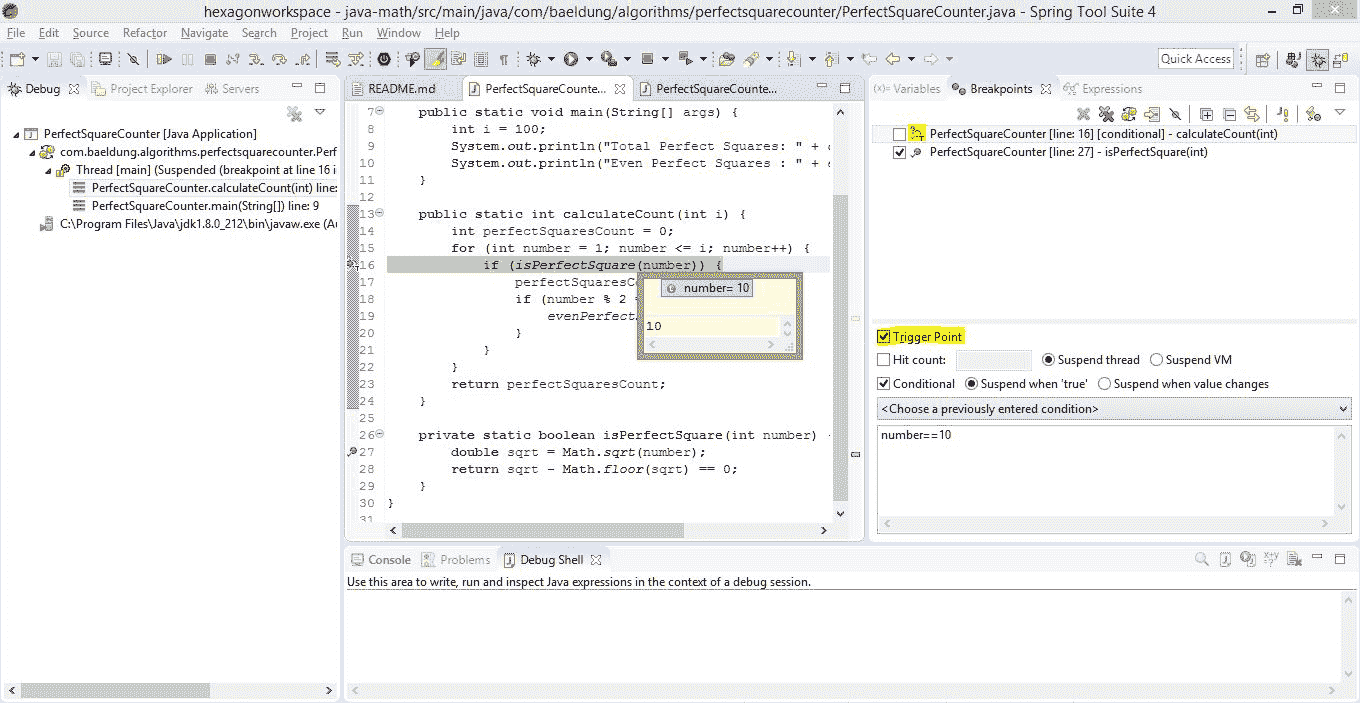 hexagonworkspace - java-math/src/main/java/com/baeldung/algorithms/perfectsquarecounter/PerfectSquareCounter.java - Spring Tool Suite 4
File Edit Source Refactor Navigate Search Project Run Window Help
Quick Access
Debug Project Explorer Servers
PerfectSquareCounter [Java Application]
com.baeldung.algorithms.perfectsquarecounter.Perf
Thread [main] (Suspended (breakpoint at line 16 i
PerfectSquareCounter.calculateCount(int) line:
PerfectSquareCounter.main(String[]) line: 9
C:\Program Files\Java\jdk1.8.0_212\bin\javaw.exe (Au
README.md PerfectSquareCounte... PerfectSquareCounte...
7 public static void main(String[] args) {
8 int i = 100;
9 System.out.println("Total Perfect Squares: " + c
10 System.out.println("Even Perfect Squares : " + e
11 }
12
13 public static int calculateCount(int i) {
14 int perfectSquaresCount = 0;
15 for (int number = 1; number <= i; number++) {
16 if (isPerfectSquare(number)) {
17 perfectSquaresCo
18 if (number % 2 =
19 evenPerfect
20 }
21 }
22 }
23 return perfectSquaresCount;
24 }
25
26 private static boolean isPerfectSquare(int number) {
27 double sqrt = Math.sqrt(number);
28 return sqrt - Math.floor(sqrt) == 0;
29 }
30 }
31
number= 10
10
(x)= Variables Breakpoints Expressions
PerfectSquareCounter [line: 16] [conditional] - calculateCount(int)
PerfectSquareCounter [line: 27] - isPerfectSquare(int)
Trigger Point
Hit count: Suspend thread Suspend VM
Conditional Suspend when 'true' Suspend when value changes
<Choose a previously entered condition>
number==10
Console Problems Debug Shell
Use this area to write, run and inspect Java expressions in the context of a debug session.